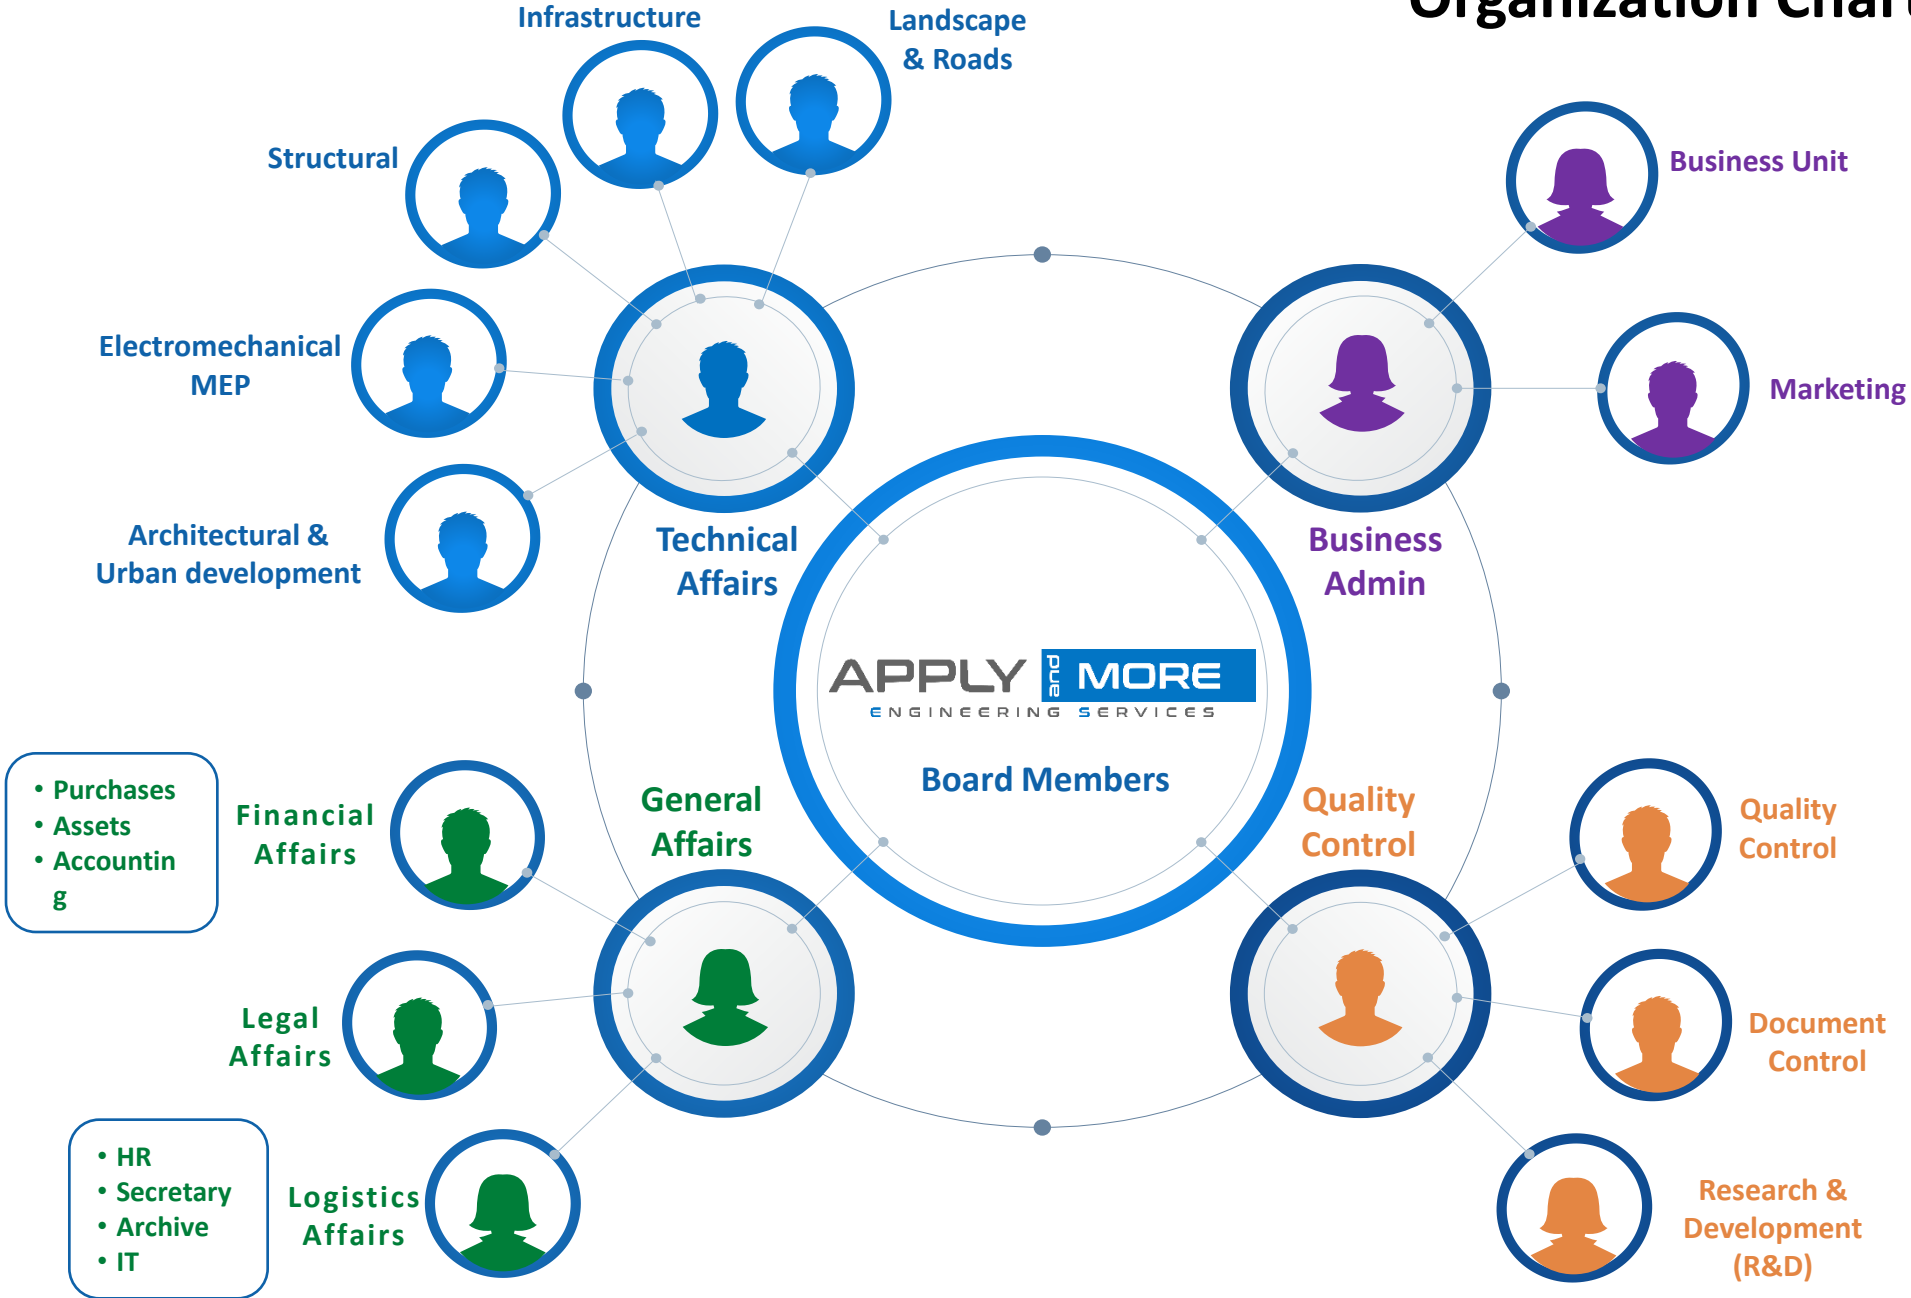 Organization Chart
Infrastructure
Landscape
& Roads
Structural
Business Unit
Electromechanical
MEP
Marketing
Architectural &
Urban development
Technical
Affairs
Business
Admin
APPLY and MORE
ENGINEERING SERVICES
Board Members
• Purchases
• Assets
• Accountin
g
Financial
Affairs
General
Affairs
Quality
Control
Quality
Control
Legal
Affairs
Document
Control
• HR
• Secretary
• Archive
• IT
Logistics
Affairs
Research &
Development
(R&D)